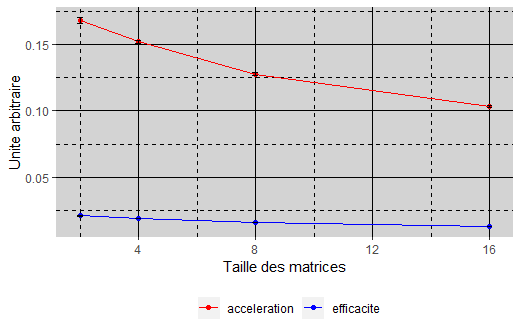 0.15
0.10
0.05
Unite arbitraire
4
8
12
16
Taille des matrices
acceleration
efficacite